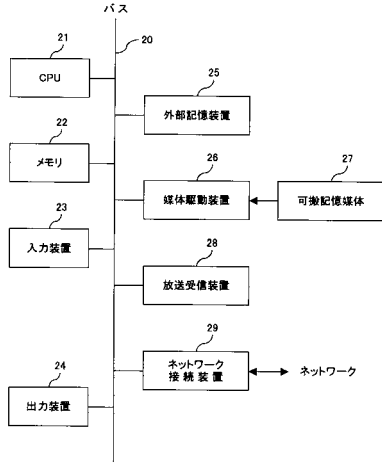 バス
20
21
CPU
25
外部記憶装置
22
メモリ
26
媒体駆動装置
27
可搬記憶媒体
23
入力装置
28
放送受信装置
29
ネットワーク
接続装置
ネットワーク
24
出力装置